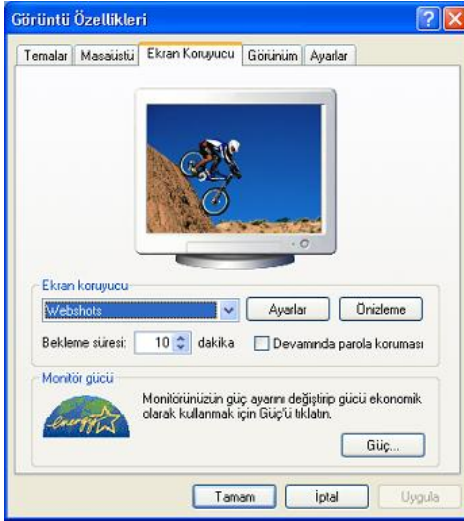 Görüntü Özellikleri
Temalar Masaüstü Ekran Koruyucu Görünüm Ayarlar
Ekran koruyucu
Webshots Ayarlar Önizleme
Bekleme süresi: 10 dakika Devamında parola koruması
Monitör gücü
energy
Monitörünüzün güç ayarını değiştirip gücü ekonomik
olarak kullanmak için Güç'ü tıklatın.
Güç...
Tamam İptal Uygula